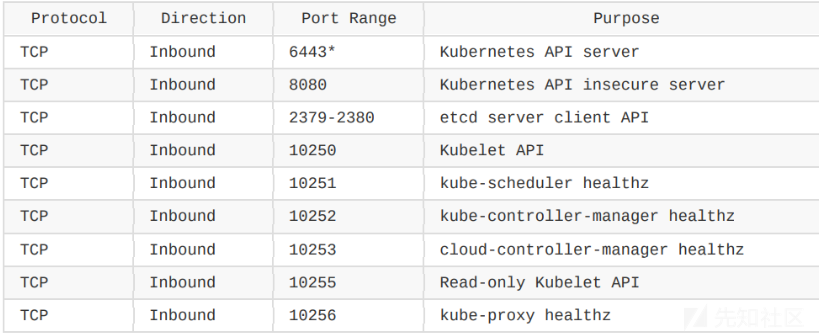 Protocol Direction Port Range Purpose
TCP Inbound 6443* Kubernetes API server
TCP Inbound 8080 Kubernetes API insecure server
TCP Inbound 2379-2380 etcd server client API
TCP Inbound 10250 Kubelet API
TCP Inbound 10251 kube-scheduler healthz
TCP Inbound 10252 kube-controller-manager healthz
TCP Inbound 10253 cloud-controller-manager healthz
TCP Inbound 10255 Read-only Kubelet API
TCP Inbound 10256 kube-proxy healthz
先知社区